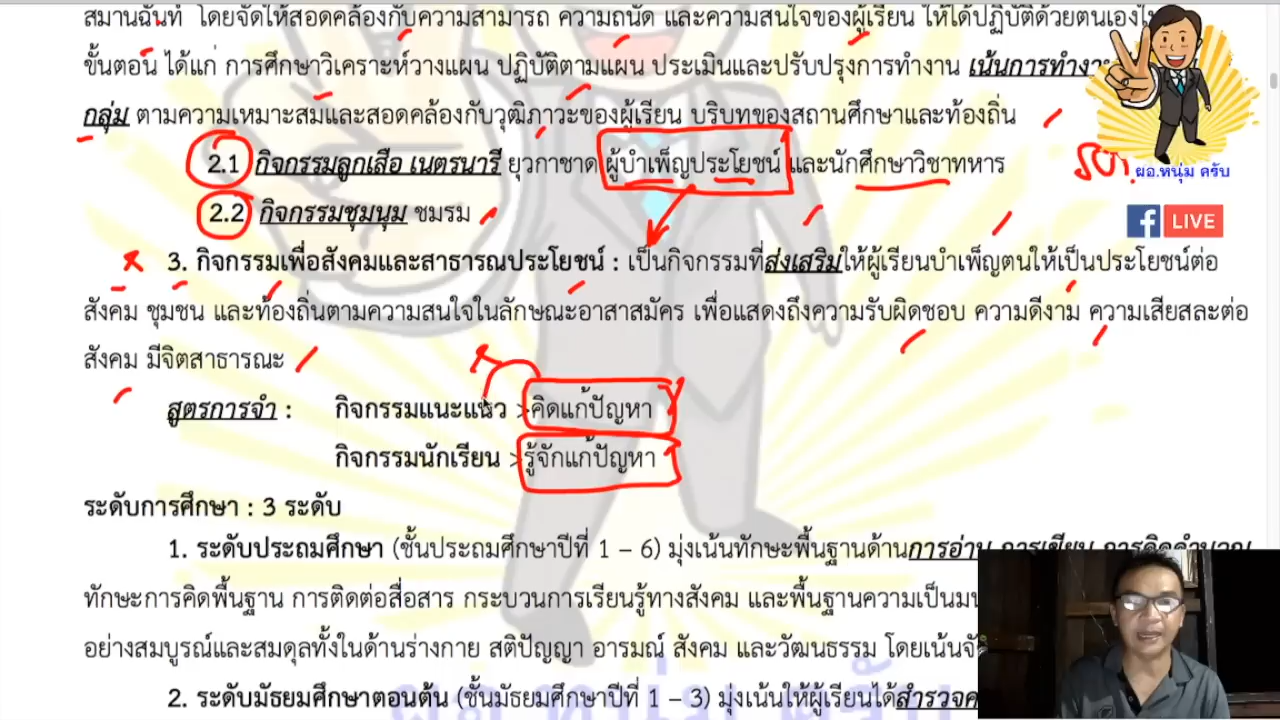 สมานฉันท์ โดยจัดให้สอดคล้องกับความสามารถ ความถนัด และความสนใจของผู้เรียน ให้ได้ปฏิบัติด้วยตนเองใน
ขั้นตอน ได้แก่ การศึกษาวิเคราะห์วางแผน ปฏิบัติตามแผน ประเมินและปรับปรุงการทำงาน เน้นการทำงา
กลุ่ม ตามความเหมาะสมและสอดคล้องกับวุฒิภาวะของผู้เรียน บริบทของสถานศึกษาและท้องถิ่น
2.1 กิจกรรมลูกเสือ เนตรนารี ยุวกาชาด ผู้บำเพ็ญประโยชน์ และนักศึกษาวิชาทหาร
ผอ.หนุ่ม ครับ
2.2 กิจกรรมชุมนุม ชมรม
f LIVE
3. กิจกรรมเพื่อสังคมและสาธารณประโยชน์ : เป็นกิจกรรมที่ส่งเสริมให้ผู้เรียนบำเพ็ญตนให้เป็นประโยชน์ต่อ
สังคม ชุมชน และท้องถิ่นตามความสนใจในลักษณะอาสาสมัคร เพื่อแสดงถึงความรับผิดชอบ ความดีงาม ความเสียสละต่อ
สังคม มีจิตสาธารณะ
สูตรการจำ : กิจกรรมแนะแนว >คิดแก้ปัญหา
กิจกรรมนักเรียน >รู้จักแก้ปัญหา
ระดับการศึกษา : 3 ระดับ
1. ระดับประถมศึกษา (ชั้นประถมศึกษาปีที่ 1 – 6) มุ่งเน้นทักษะพื้นฐานด้านการอ่าน การเขียน การคิดคำนวณ
ทักษะการคิดพื้นฐาน การติดต่อสื่อสาร กระบวนการเรียนรู้ทางสังคม และพื้นฐานความเป็นมน
อย่างสมบูรณ์และสมดุลทั้งในด้านร่างกาย สติปัญญา อารมณ์ สังคม และวัฒนธรรม โดยเน้นจั
2. ระดับมัธยมศึกษาตอนต้น (ชั้นมัธยมศึกษาปีที่ 1 – 3) มุ่งเน้นให้ผู้เรียนได้สำรวจค